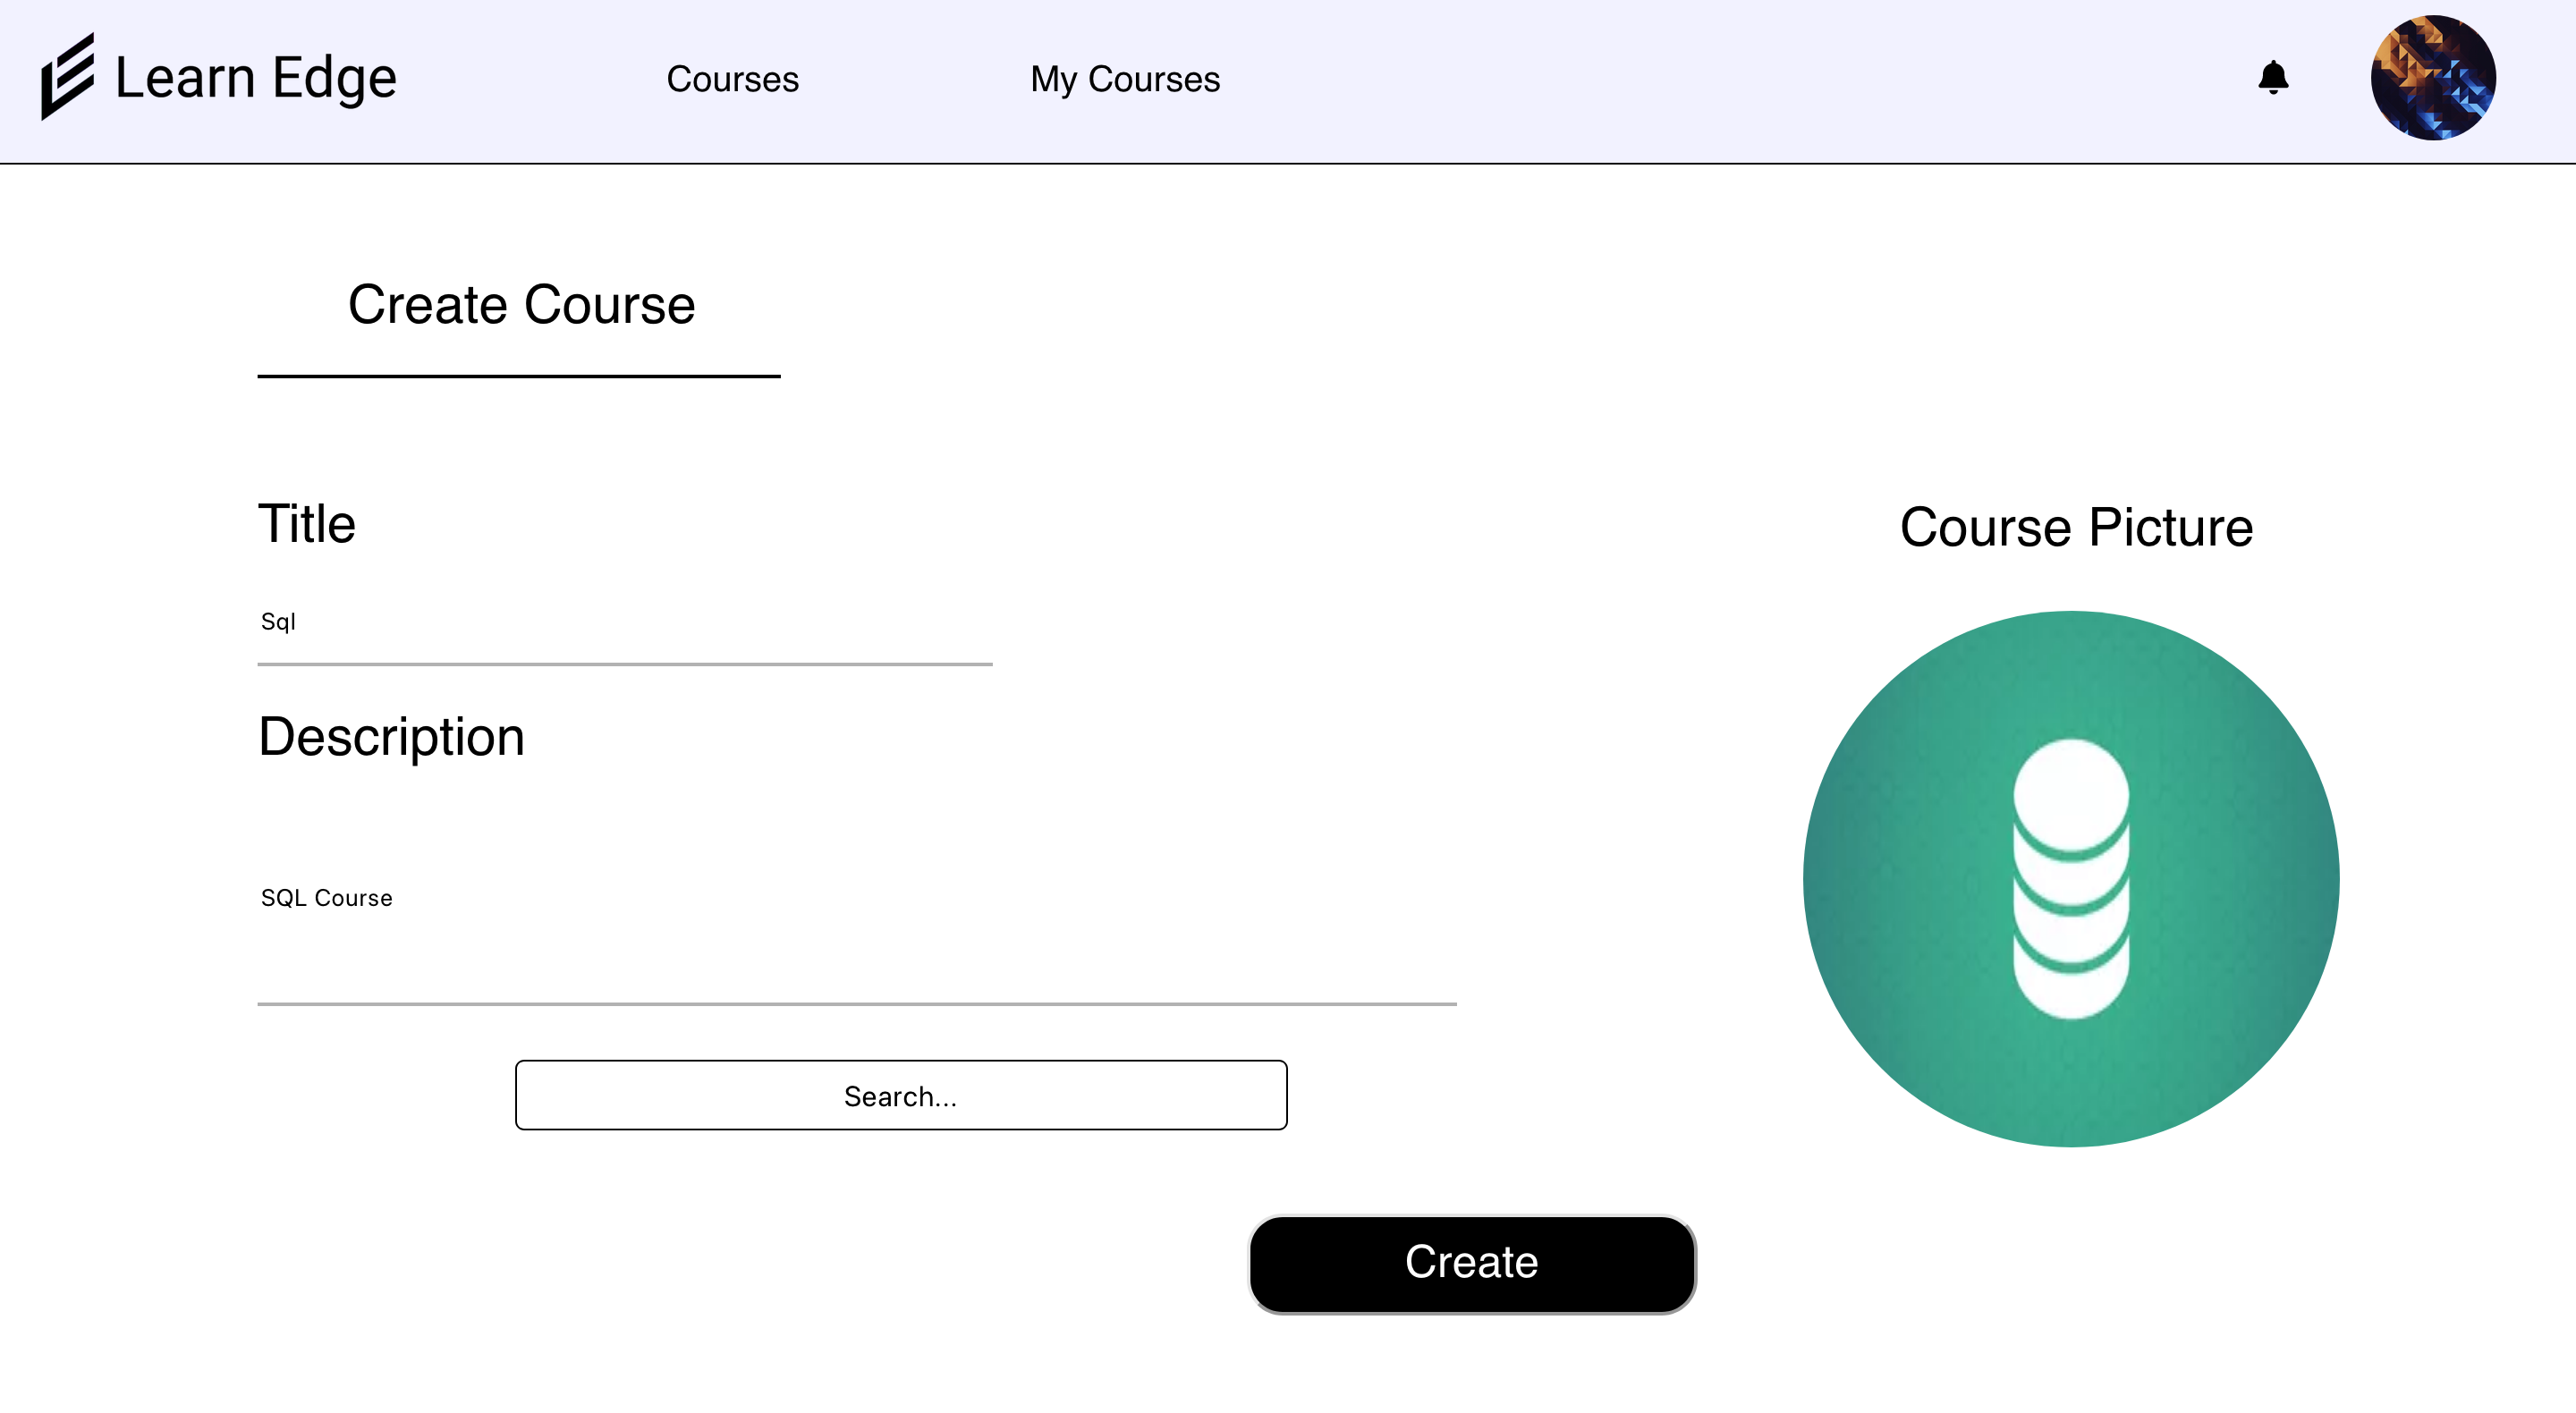 Learn Edge
Courses
My Courses
Create Course
Title
Course Picture
Sql
Description
SQL Course
Search...
Create